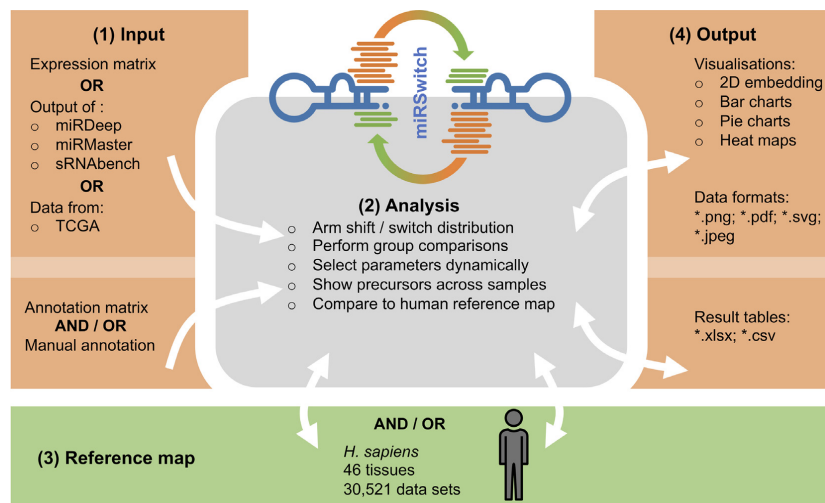 (1) Input
Expression matrix
OR
Output of :
o miRDeep
o miRMaster
o sRNAbench
OR
Data from:
o TCGA
Annotation matrix
AND / OR
Manual annotation
miRSwitch
(2) Analysis
o Arm shift / switch distribution
o Perform group comparisons
o Select parameters dynamically
o Show precursors across samples
o Compare to human reference map
(4) Output
Visualisations:
o 2D embedding
o Bar charts
o Pie charts
o Heat maps
Data formats:
*.png; *.pdf; *.svg;
*.jpeg
Result tables:
*.xlsx; *.csv
(3) Reference map
AND / OR
H. sapiens
46 tissues
30,521 data sets